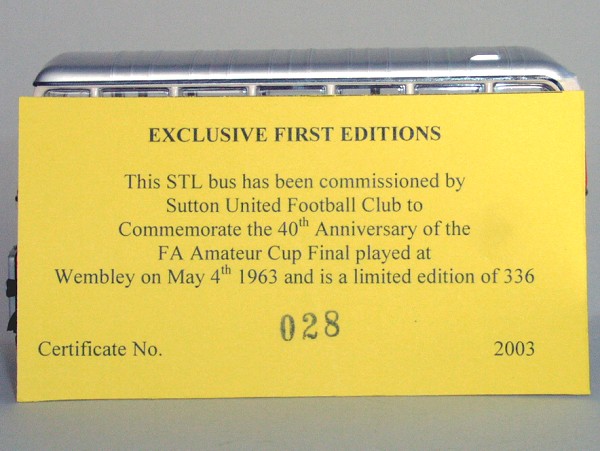 EXCLUSIVE FIRST EDITIONS
This STL bus has been commissioned by
Sutton United Football Club to
Commemorate the 40th Anniversary of the
FA Amateur Cup Final played at
Wembley on May 4th 1963 and is a limited edition of 336
028
Certificate No. 2003